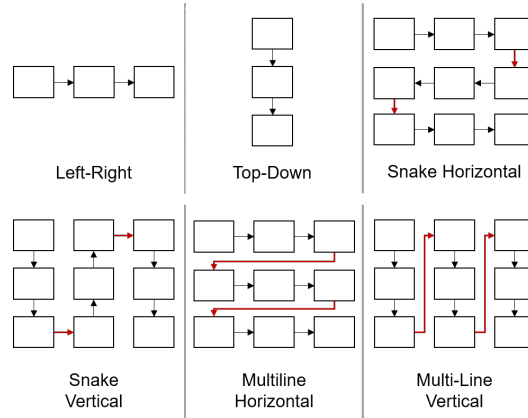 Left-Right
Top-Down
Snake Horizontal
Snake
Vertical
Multiline
Horizontal
Multi-Line
Vertical